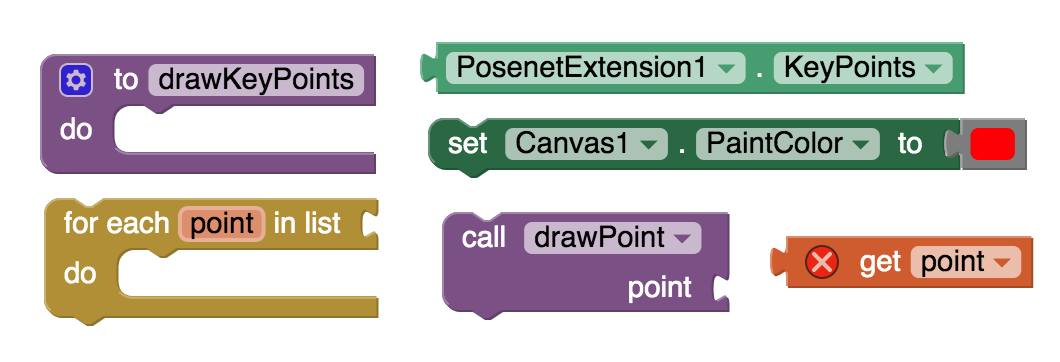 to drawKeyPoints
do
PosenetExtension1 . KeyPoints
set Canvas1 . PaintColor to
for each point in list
do
call drawPoint
point
get point